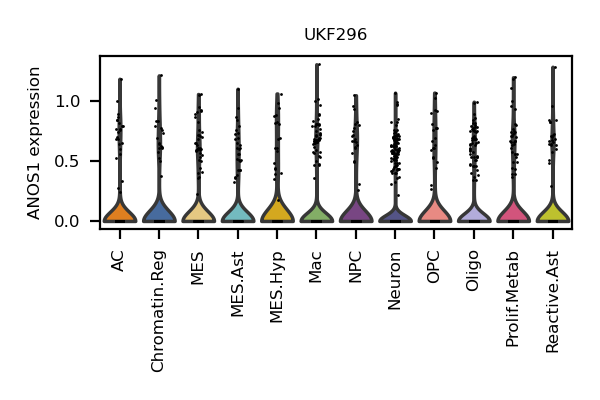 UKF296
ANOS1 expression
1.0
0.5
0.0
AC
Chromatin.Reg
MES
MES.Ast
MES.Hyp
Mac
NPC
Neuron
OPC
Oligo
Prolif.Metab
Reactive.Ast